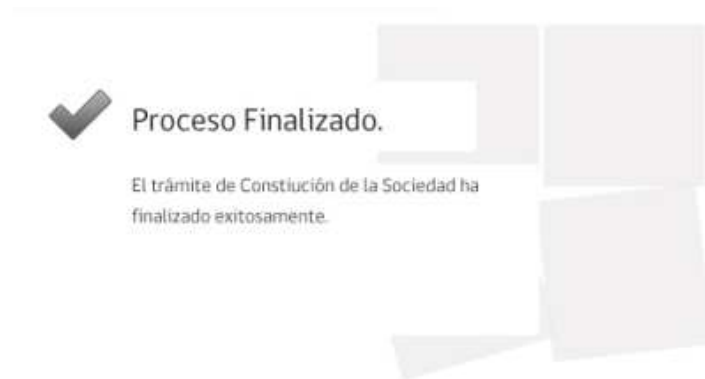 Proceso Finalizado.
El trámite de Constiución de la Sociedad ha
finalizado exitosamente.